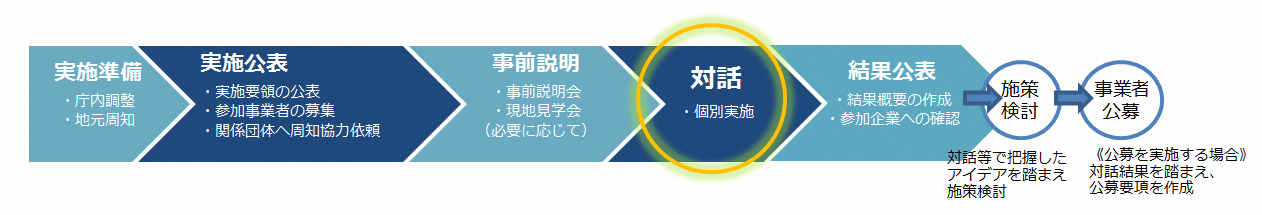 実施準備
・庁内調整
・地元周知
実施公表
・実施要領の公表
・参加事業者の募集
・関係団体へ周知協力依頼
事前説明
・事前説明会
・現地見学会
（必要に応じて）
対話
・個別実施
結果公表
・結果概要の作成
・参加企業への確認
施策
検討
対話等で把握した
アイデアを踏まえ
施策検討
事業者
公募
《公募を実施する場合》
対話結果を踏まえ、
公募要項を作成